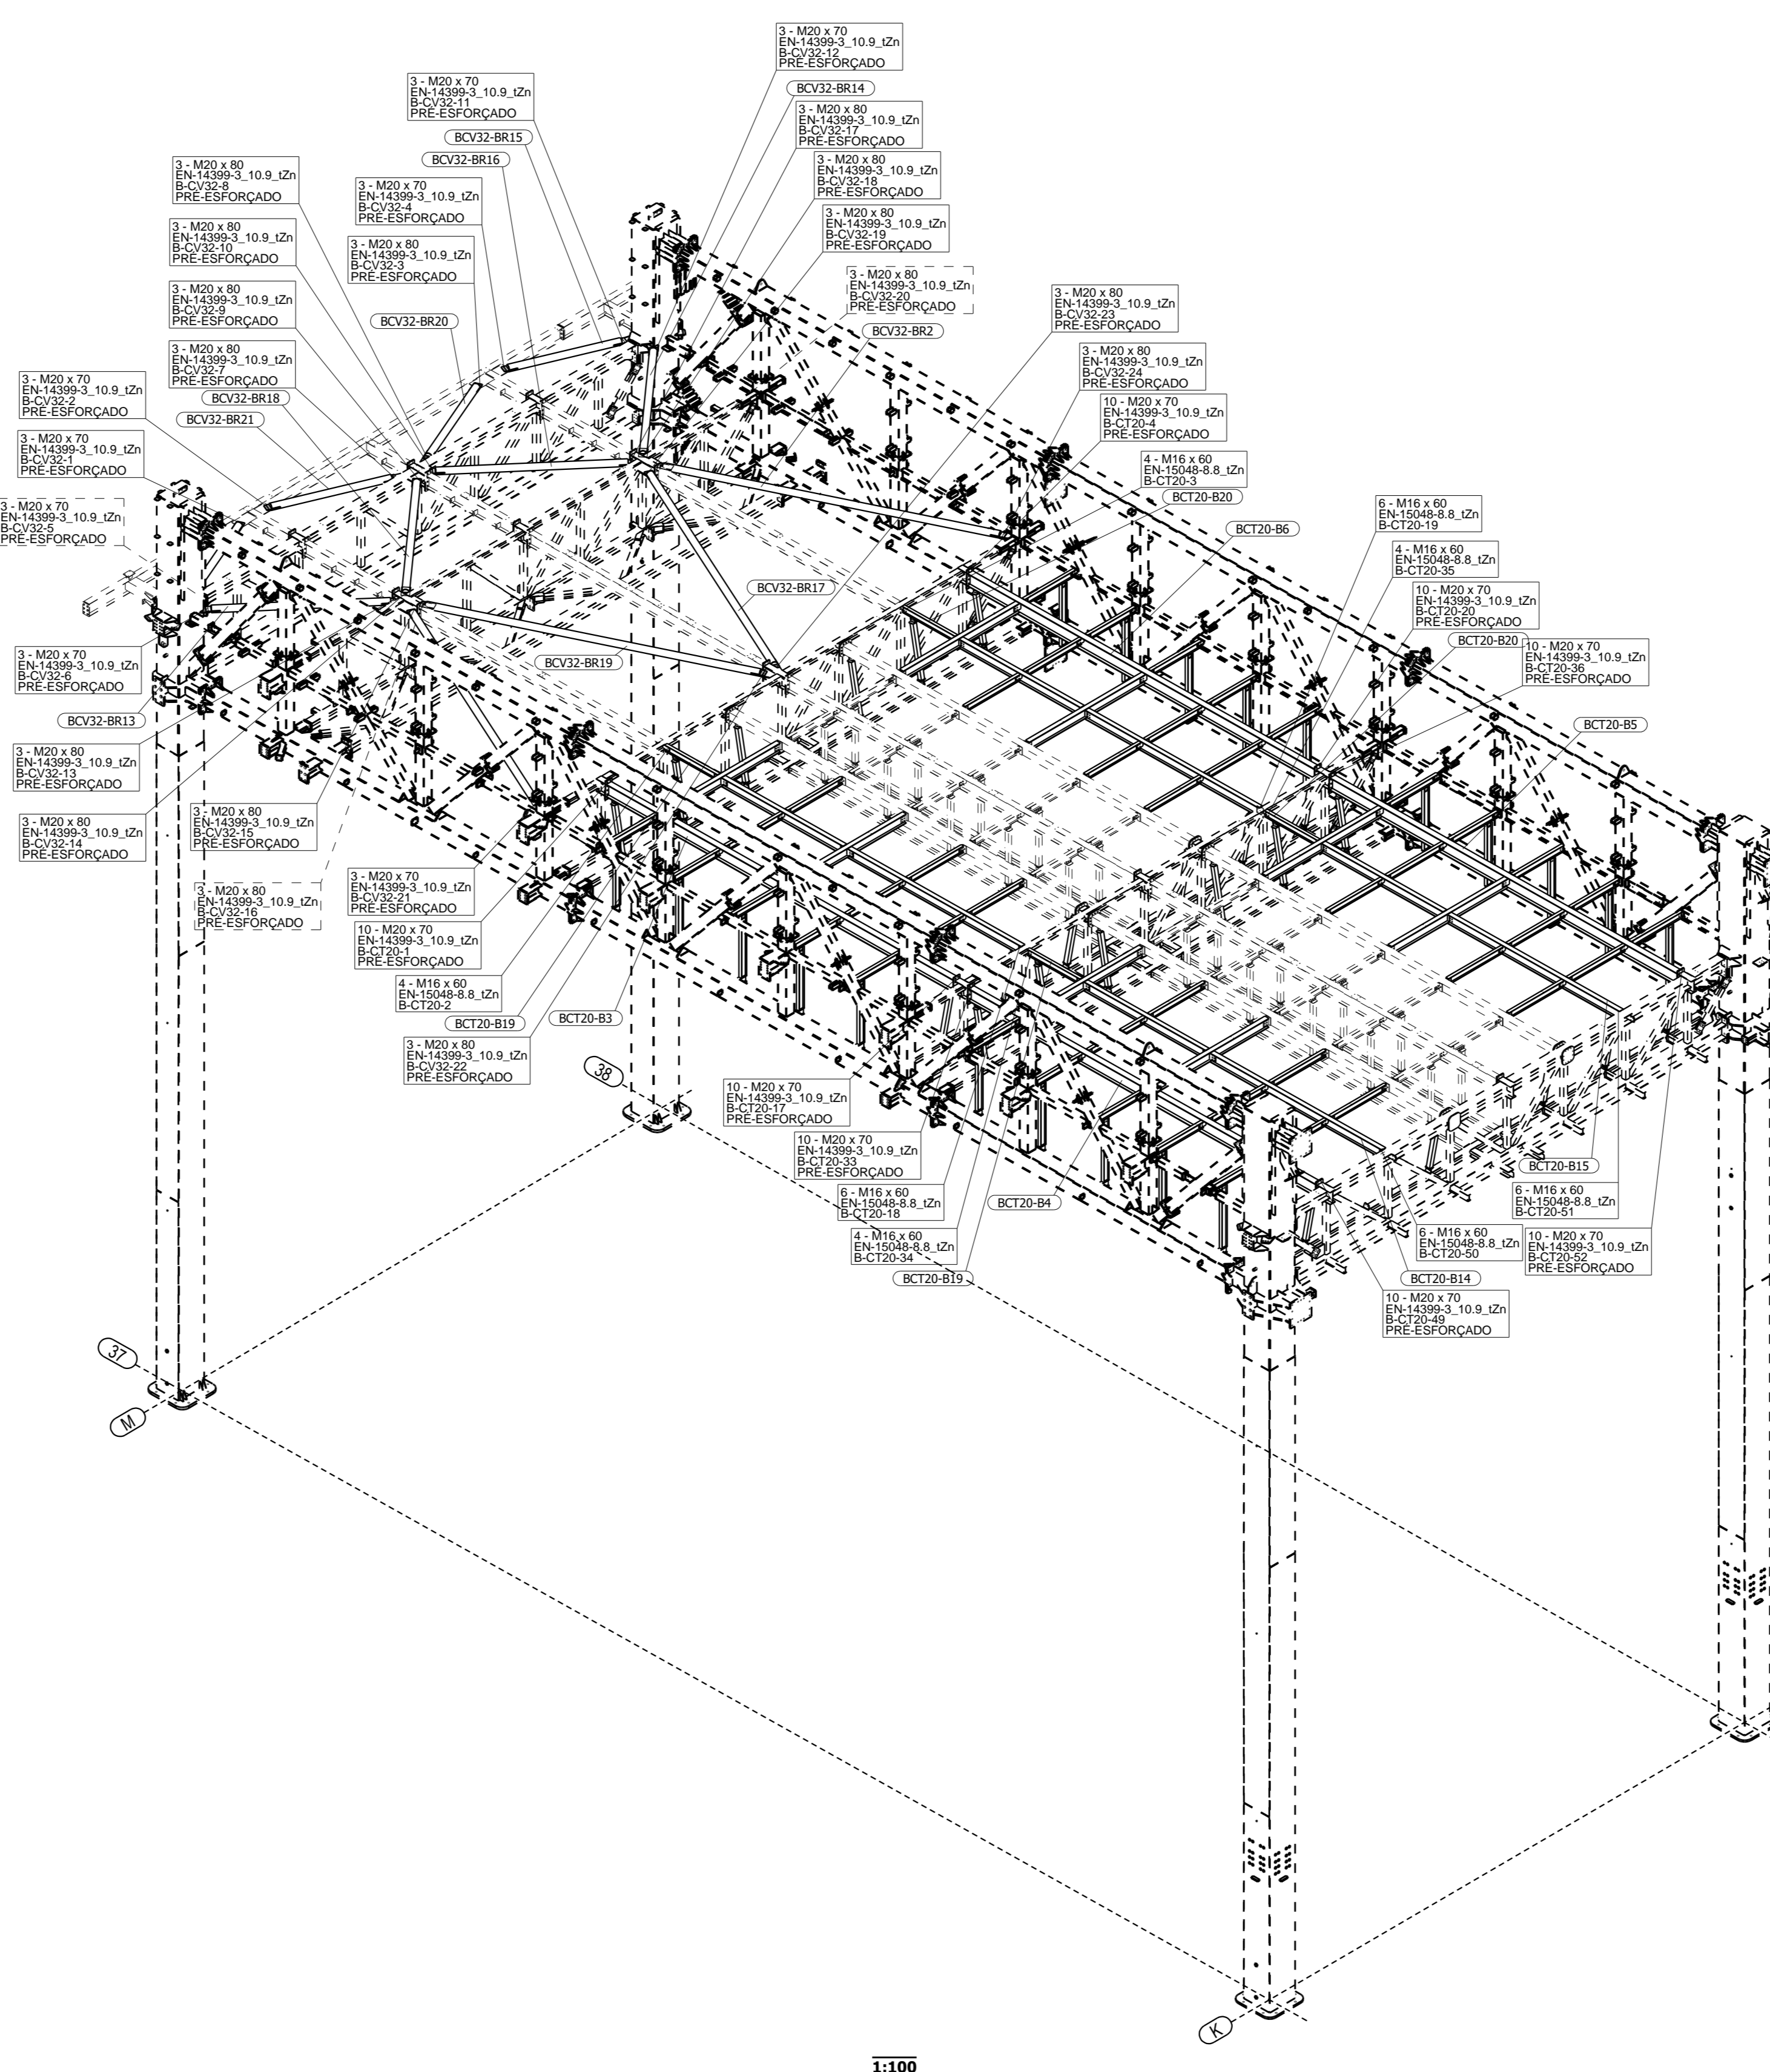 3 - M20 x 70
EN-14399-3_10.9_tZn
B-CV32-12
PRÉ-ESFORÇADO
3 - M20 x 70
EN-14399-3_10.9_tZn
B-CV32-11
PRÉ-ESFORÇADO
BCV32-BR14
3 - M20 x 80
EN-14399-3_10.9_tZn
B-CV32-17
PRÉ-ESFORÇADO
BCV32-BR15
BCV32-BR16
3 - M20 x 80
EN-14399-3_10.9_tZn
B-CV32-8
PRÉ-ESFORÇADO
3 - M20 x 80
EN-14399-3_10.9_tZn
B-CV32-18
PRÉ-ESFORÇADO
3 - M20 x 70
EN-14399-3_10.9_tZn
B-CV32-4
PRÉ-ESFORÇADO
3 - M20 x 80
EN-14399-3_10.9_tZn
B-CV32-19
PRÉ-ESFORÇADO
3 - M20 x 80
EN-14399-3_10.9_tZn
B-CV32-10
PRÉ-ESFORÇADO
3 - M20 x 80
EN-14399-3_10.9_tZn
B-CV32-3
PRÉ-ESFORÇADO
3 - M20 x 80
EN-14399-3_10.9_tZn
B-CV32-20
PRÉ-ESFORÇADO
3 - M20 x 80
EN-14399-3_10.9_tZn
B-CV32-9
PRÉ-ESFORÇADO
3 - M20 x 80
EN-14399-3_10.9_tZn
B-CV32-23
PRÉ-ESFORÇADO
BCV32-BR20
BCV32-BR2
3 - M20 x 80
EN-14399-3_10.9_tZn
B-CV32-7
PRÉ-ESFORÇADO
3 - M20 x 80
EN-14399-3_10.9_tZn
B-CV32-24
PRÉ-ESFORÇADO
3 - M20 x 70
EN-14399-3_10.9_tZn
B-CV32-2
PRÉ-ESFORÇADO
BCV32-BR18
10 - M20 x 70
EN-14399-3_10.9_tZn
B-CT20-4
PRÉ-ESFORÇADO
BCV32-BR21
3 - M20 x 70
EN-14399-3_10.9_tZn
B-CV32-1
PRÉ-ESFORÇADO
4 - M16 x 60
EN-15048-8.8_tZn
B-CT20-3
BCT20-B20
3 - M20 x 70
EN-14399-3_10.9_tZn
B-CV32-5
PRÉ-ESFORÇADO
6 - M16 x 60
EN-15048-8.8_tZn
B-CT20-19
BCT20-B6
4 - M16 x 60
EN-15048-8.8_tZn
B-CT20-35
BCV32-BR17
10 - M20 x 70
EN-14399-3_10.9_tZn
B-CT20-20
PRÉ-ESFORÇADO
BCT20-B20
10 - M20 x 70
EN-14399-3_10.9_tZn
B-CT20-36
PRÉ-ESFORÇADO
3 - M20 x 70
EN-14399-3_10.9_tZn
B-CV32-6
PRÉ-ESFORÇADO
BCV32-BR19
BCV32-BR13
BCT20-B5
3 - M20 x 80
EN-14399-3_10.9_tZn
B-CV32-13
PRÉ-ESFORÇADO
3 - M20 x 80
EN-14399-3_10.9_tZn
B-CV32-14
PRÉ-ESFORÇADO
3 - M20 x 80
EN-14399-3_10.9_tZn
B-CV32-15
PRÉ-ESFORÇADO
3 - M20 x 80
EN-14399-3_10.9_tZn
B-CV32-16
PRÉ-ESFORÇADO
3 - M20 x 70
EN-14399-3_10.9_tZn
B-CV32-21
PRÉ-ESFORÇADO
10 - M20 x 70
EN-14399-3_10.9_tZn
B-CT20-1
PRÉ-ESFORÇADO
4 - M16 x 60
EN-15048-8.8_tZn
B-CT20-2
BCT20-B19
BCT20-B3
3 - M20 x 80
EN-14399-3_10.9_tZn
B-CV32-22
PRÉ-ESFORÇADO
38
10 - M20 x 70
EN-14399-3_10.9_tZn
B-CT20-17
PRÉ-ESFORÇADO
10 - M20 x 70
EN-14399-3_10.9_tZn
B-CT20-33
PRÉ-ESFORÇADO
6 - M16 x 60
EN-15048-8.8_tZn
B-CT20-18
BCT20-B4
4 - M16 x 60
EN-15048-8.8_tZn
B-CT20-34
BCT20-B19
BCT20-B15
6 - M16 x 60
EN-15048-8.8_tZn
B-CT20-51
6 - M16 x 60
EN-15048-8.8_tZn
B-CT20-50
10 - M20 x 70
EN-14399-3_10.9_tZn
B-CT20-52
PRÉ-ESFORÇADO
BCT20-B14
10 - M20 x 70
EN-14399-3_10.9_tZn
B-CT20-49
PRÉ-ESFORÇADO
37
M
K
1:100